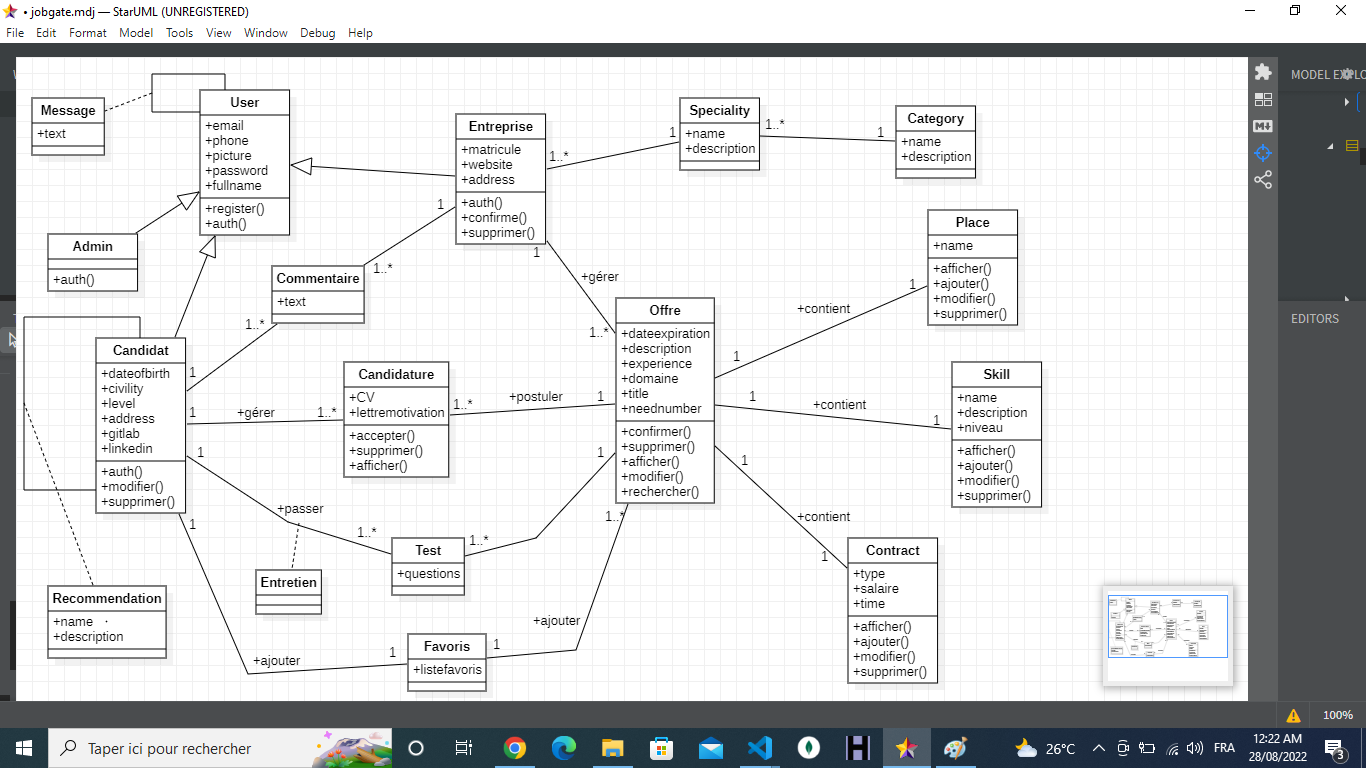 • jobgate.mdj — StarUML (UNREGISTERED)
File Edit Format Model Tools View Window Debug Help
MODEL EXPLO
EDITORS
Message
+text
User
+email
+phone
+picture
+password
+fullname
+register()
+auth()
Admin
+auth()
Entreprise
+matricule
+website
+address
+auth()
+confirme()
+supprimer()
1..*
1
Speciality
+name
+description
1..*
1
Category
+name
+description
1
1..*
Commentaire
+text
1..*
1
1
+gérer
1..*
Offre
+dateexpiration
+description
+experience
+domaine
+title
+neednumber
+confirmer()
+supprimer()
+afficher()
+modifier()
+rechercher()
Place
+name
+afficher()
+ajouter()
+modifier()
+supprimer()
1
+contient
1
Candidat
+dateofbirth
+civility
+level
+address
+gitlab
+linkedin
+auth()
+modifier()
+supprimer()
1
+gérer
1..*
Candidature
+CV
+lettremotivation
+accepter()
+supprimer()
+afficher()
1..*
+postuler
1
1
+contient
1
Skill
+name
+description
+niveau
+afficher()
+ajouter()
+modifier()
+supprimer()
1
+passer
1..*
Test
+questions
1..*
1
Entretien
1
+contient
1
Contract
+type
+salaire
+time
+afficher()
+ajouter()
+modifier()
+supprimer()
Recommendation
+name
+description
1
+ajouter
1
Favoris
+listefavoris
1
+ajouter
1..*
100%
Taper ici pour rechercher
26°C
FRA
12:22 AM
28/08/2022
3